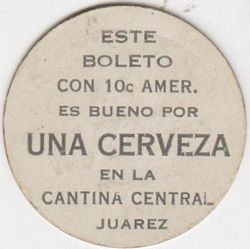 ESTE
BOLETO
CON 10c AMER.
ES BUENO POR
UNA CERVEZA
EN LA
CANTINA CENTRAL
JUAREZ